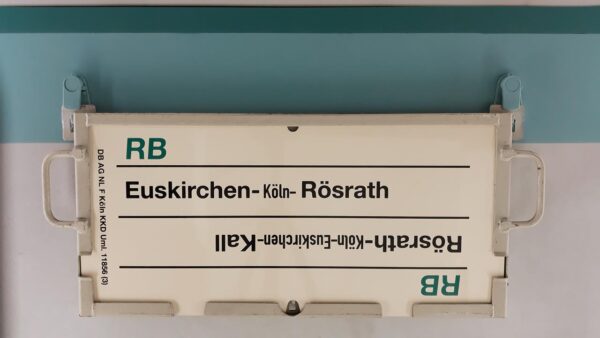 RB
Euskirchen-Köln-Rösrath
Rösrath-Köln-Euskirchen-Kall
RB
DB AG NL F Köln KKD Uml. 11856 (3)